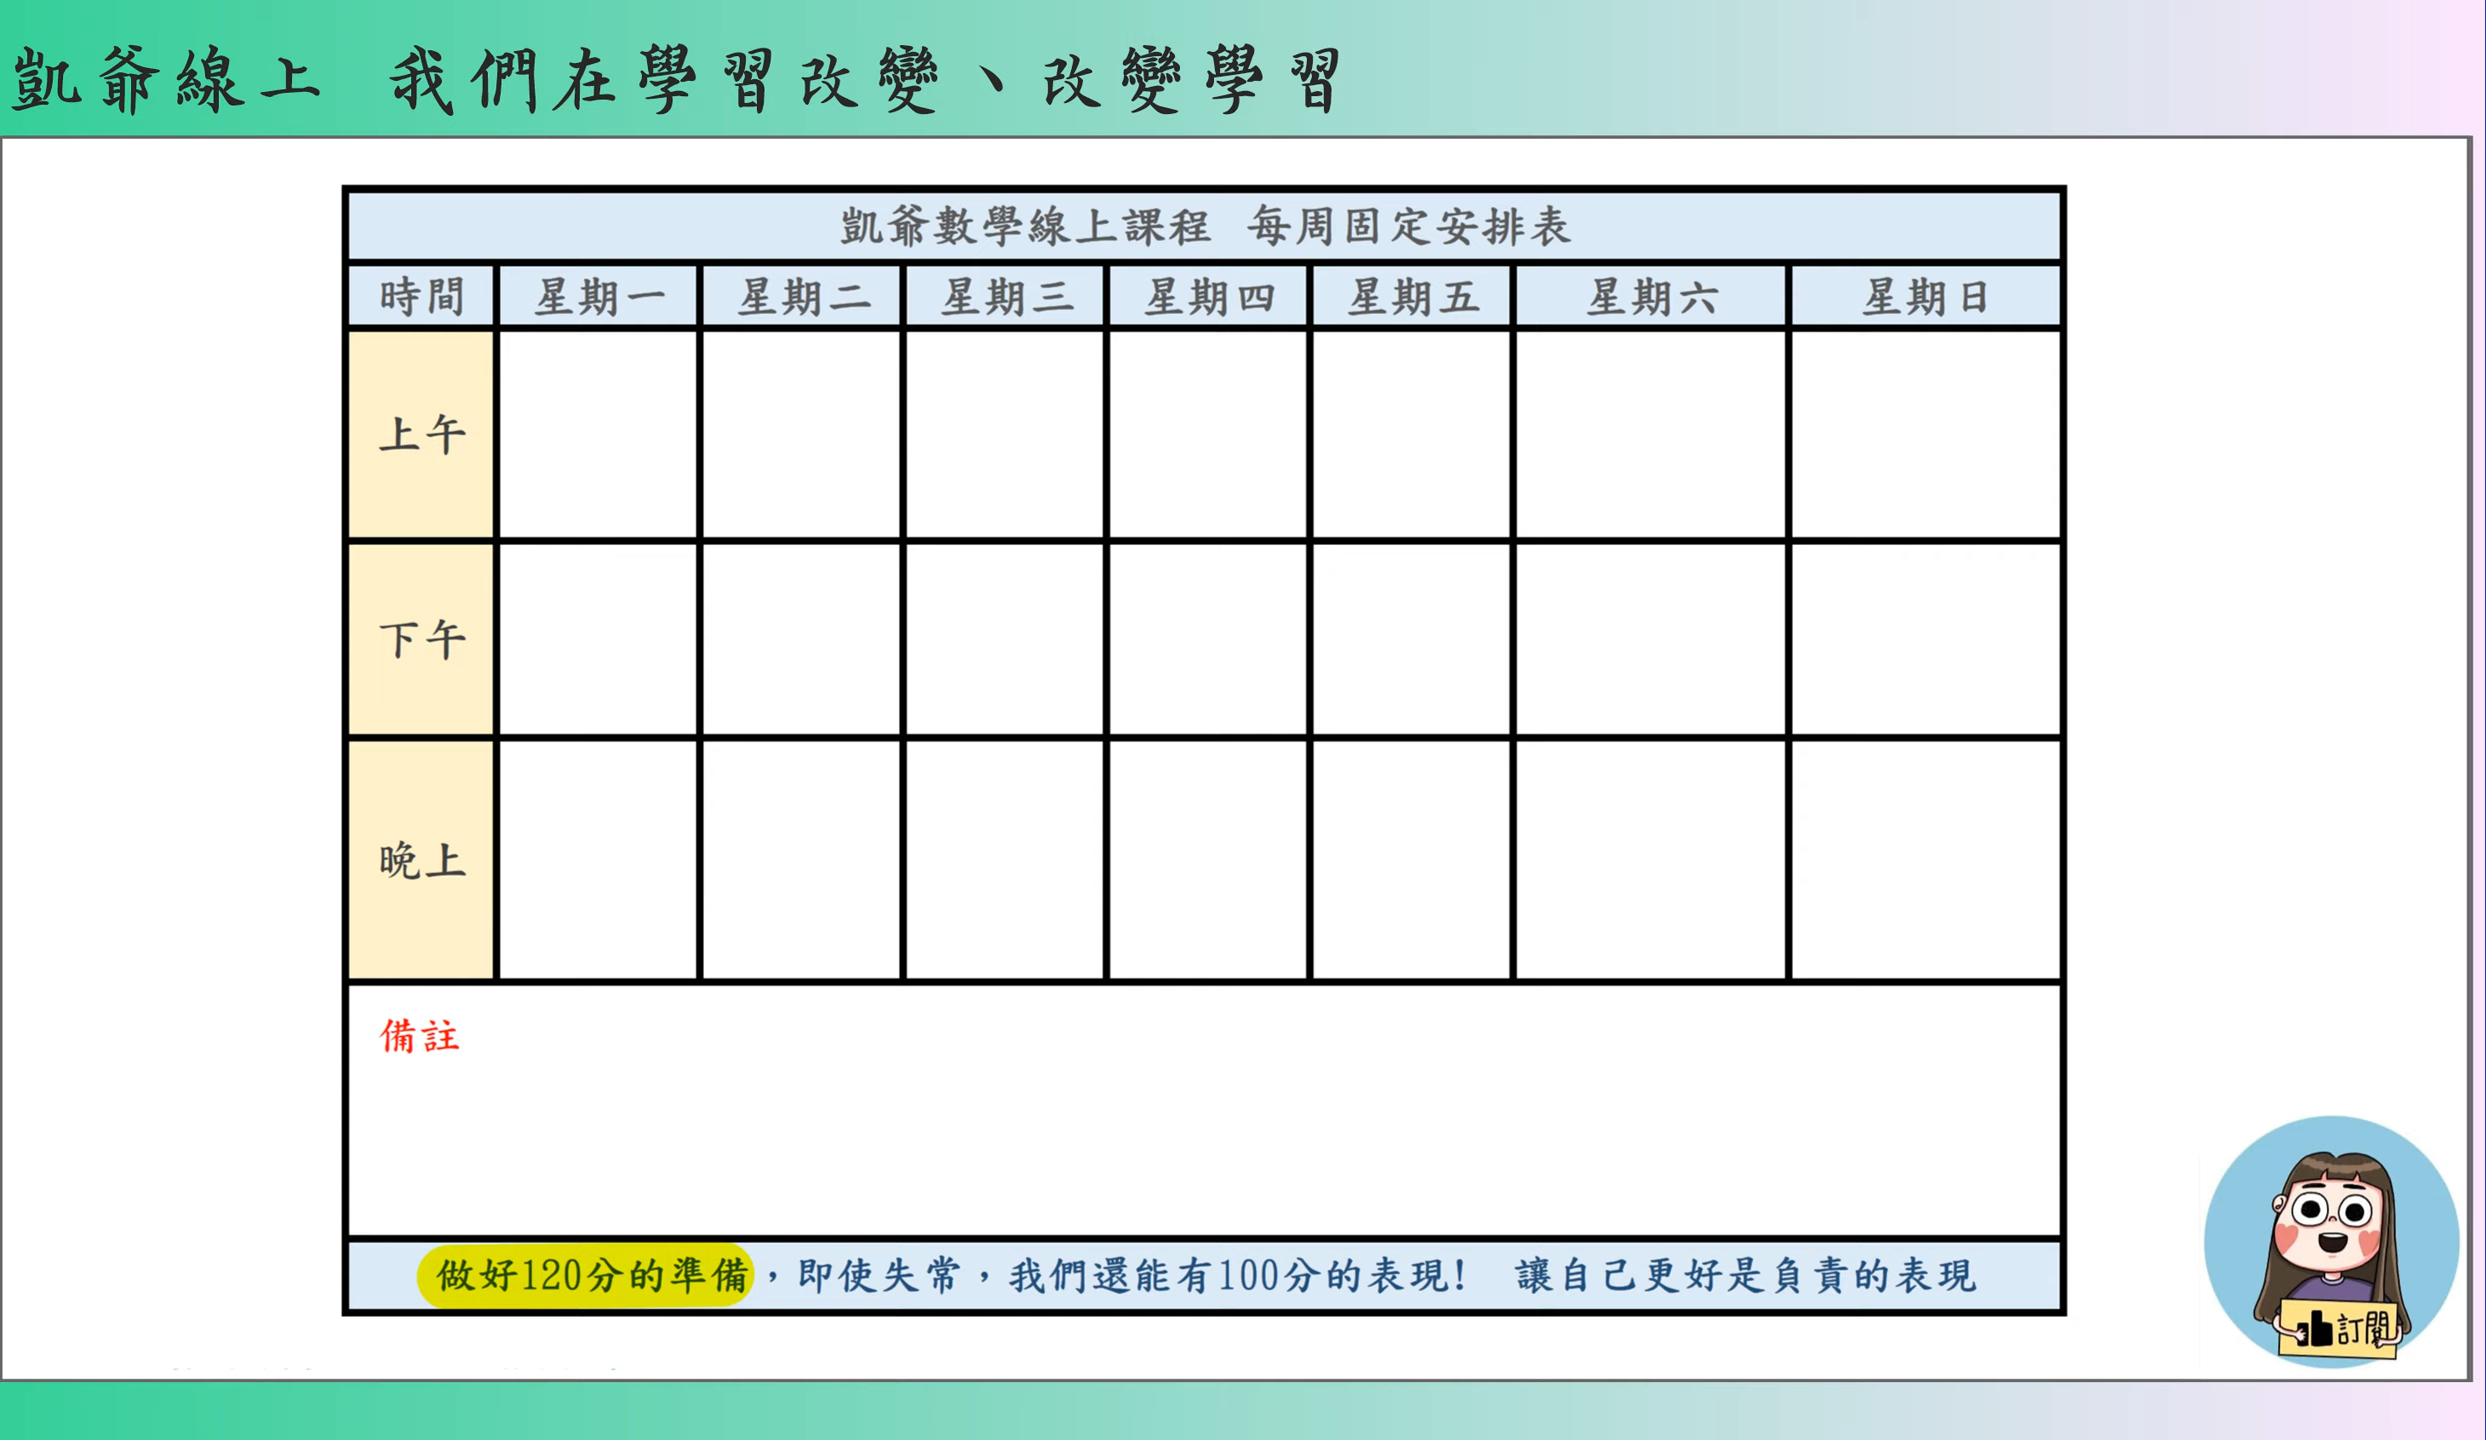 凱爺線上 我們在學習改變、改變學習
凱爺數學線上課程 每周固定安排表
時間 星期一 星期二 星期三 星期四 星期五 星期六 星期日
上午
下午
晚上
備註
做好120分的準備，即使失常，我們還能有100分的表現! 讓自己更好是負責的表現
訂閱